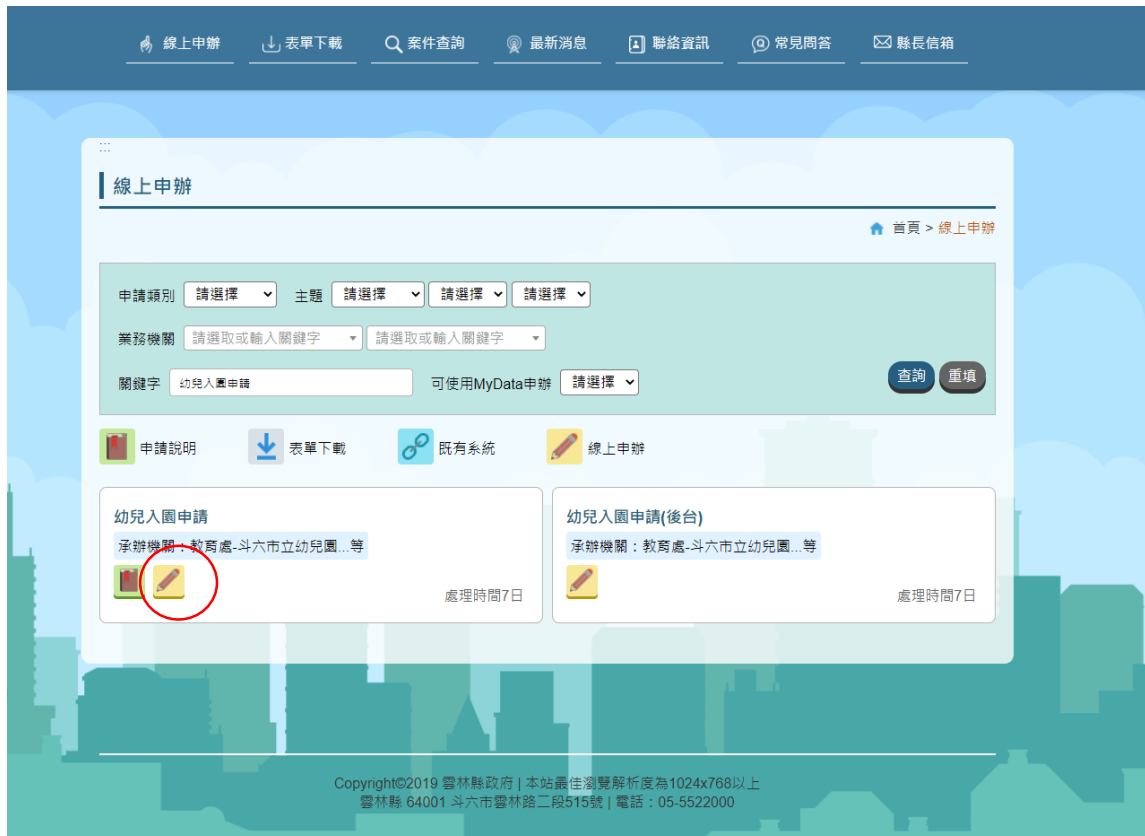 線上申辦 表單下載 案件查詢 最新消息 聯絡資訊 常見問答 縣長信箱
:::
線上申辦
首頁 > 線上申辦
申請類別 請選擇 主題 請選擇 請選擇 請選擇
業務機關 請選取或輸入關鍵字 請選取或輸入關鍵字
關鍵字 幼兒入園申請 可使用MyData申辦 請選擇 查詢 重填
申請說明 表單下載 既有系統 線上申辦
幼兒入園申請
承辦機關：教育處-斗六市立幼兒園...等
處理時間7日
幼兒入園申請(後台)
承辦機關：教育處-斗六市立幼兒園...等
處理時間7日
Copyright©2019 雲林縣政府 | 本站最佳瀏覽解析度為1024x768以上
雲林縣 64001 斗六市雲林路二段515號 | 電話：05-5522000